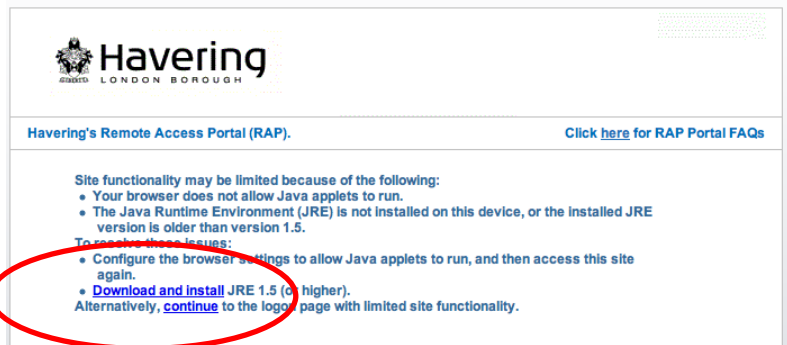 Havering
LONDON BOROUGH
Havering's Remote Access Portal (RAP). Click here for RAP Portal FAQs
Site functionality may be limited because of the following:
• Your browser does not allow Java applets to run.
• The Java Runtime Environment (JRE) is not installed on this device, or the installed JRE
version is older than version 1.5.
To resolve these issues:
• Configure the browser settings to allow Java applets to run, and then access this site
again.
• Download and install JRE 1.5 (or higher).
Alternatively, continue to the logon page with limited site functionality.